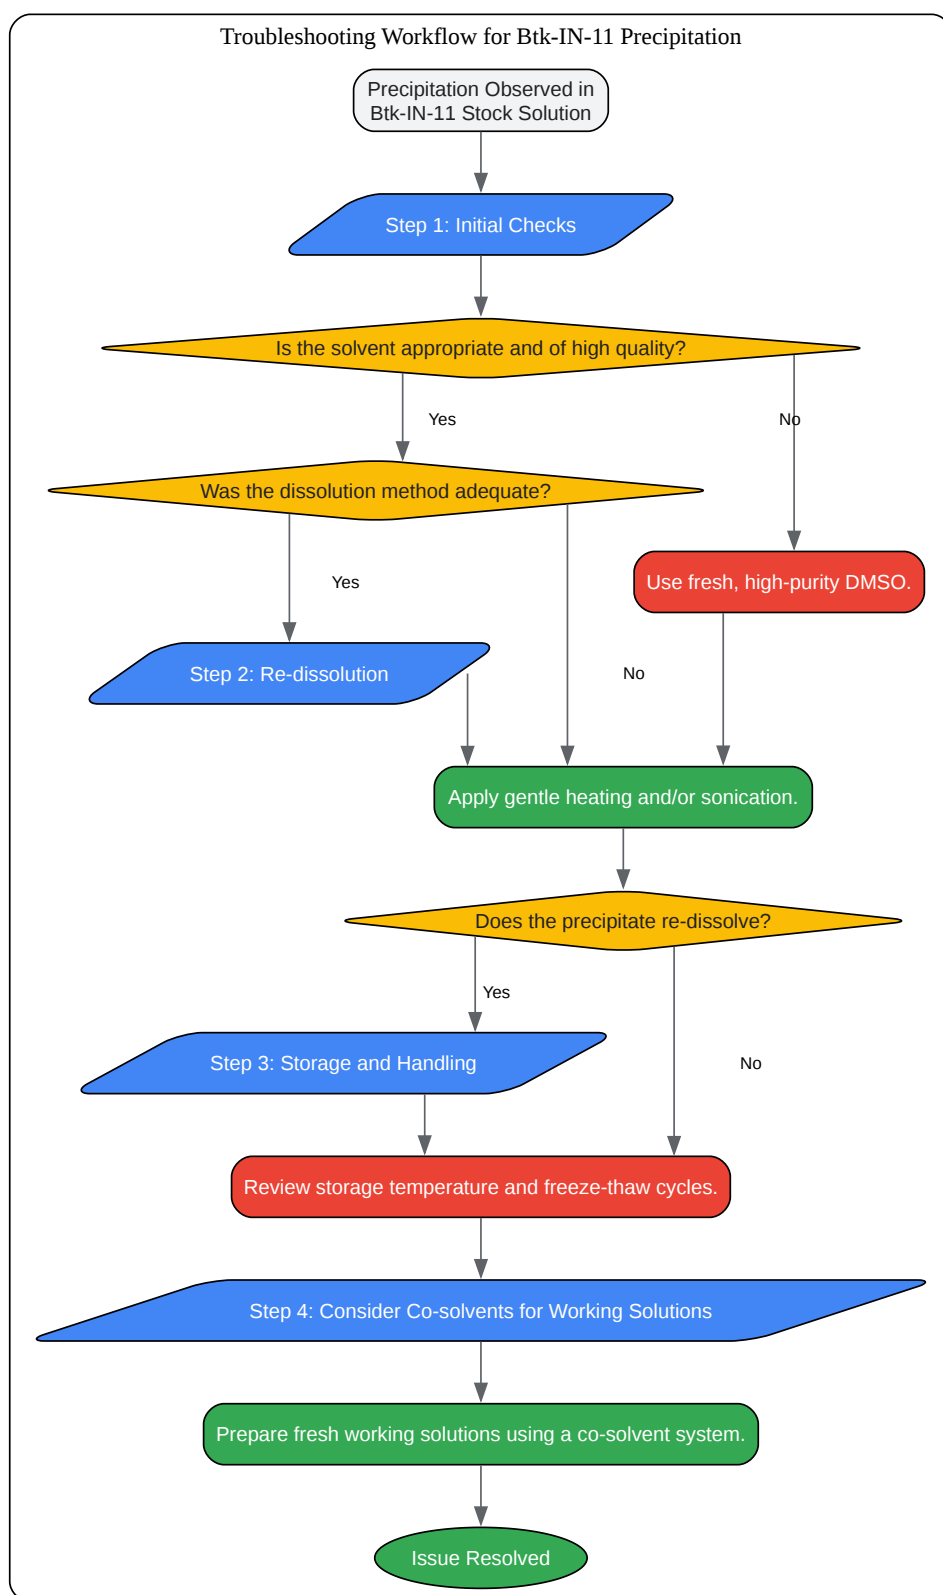 Troubleshooting Workflow for Btk-IN-11 Precipitation
Precipitation Observed in
Btk-IN-11 Stock Solution
Step 1: Initial Checks
Is the solvent appropriate and of high quality?
Yes
No
Was the dissolution method adequate?
Yes
Use fresh, high-purity DMSO.
Step 2: Re-dissolution
No
Apply gentle heating and/or sonication.
Does the precipitate re-dissolve?
Yes
Step 3: Storage and Handling
No
Review storage temperature and freeze-thaw cycles.
Step 4: Consider Co-solvents for Working Solutions
Prepare fresh working solutions using a co-solvent system.
Issue Resolved